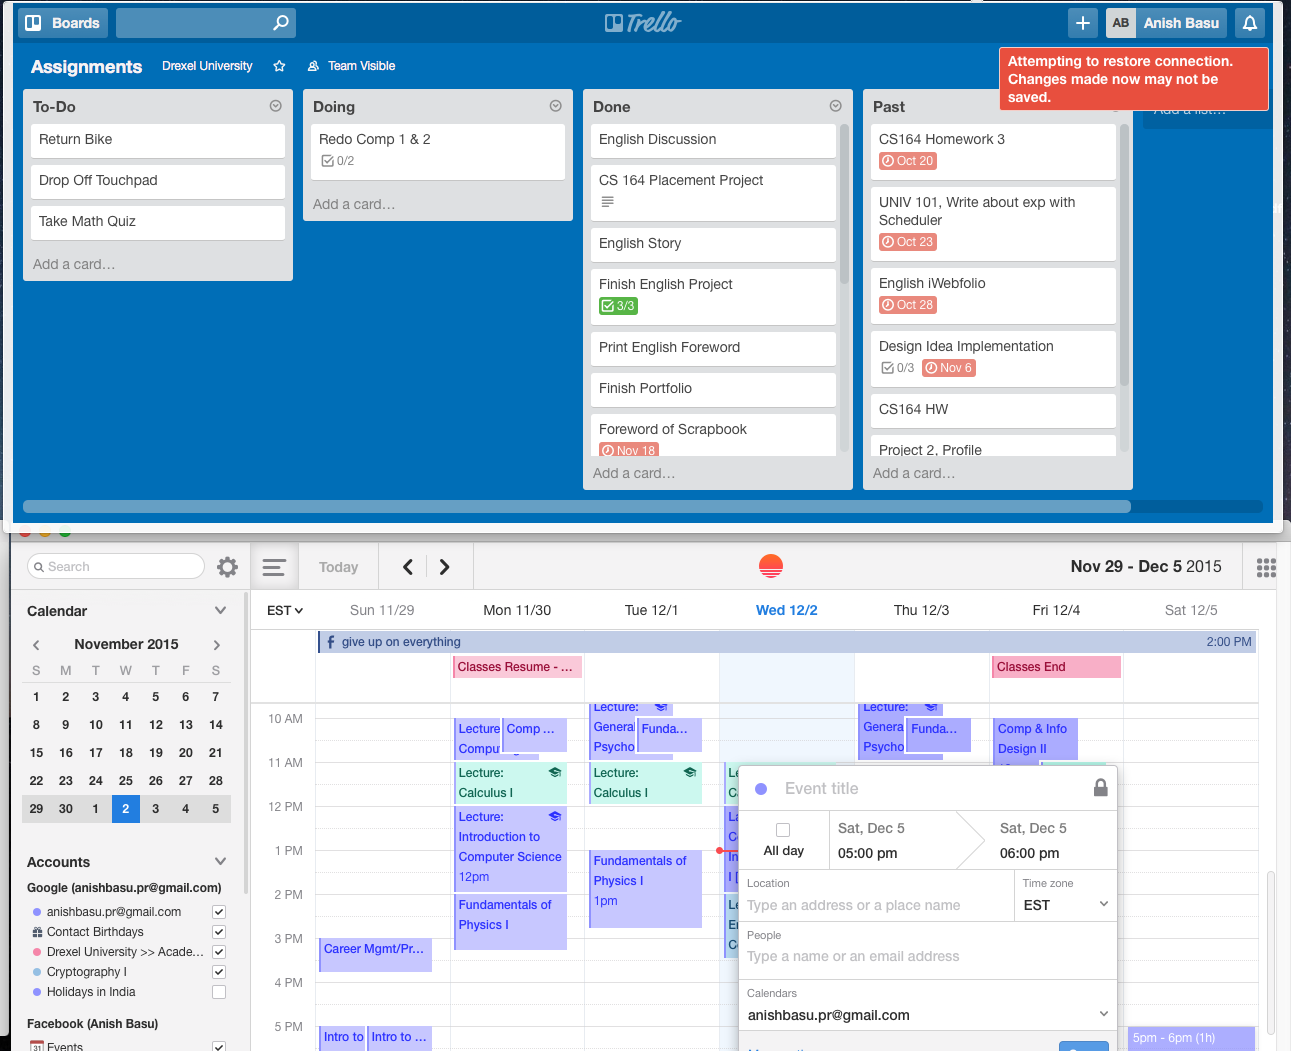 Boards
Trello
AB Anish Basu
Attempting to restore connection.
Changes made now may not be
saved.
Assignments Drexel University Team Visible
To-Do
Return Bike
Drop Off Touchpad
Take Math Quiz
Add a card…
Doing
Redo Comp 1 & 2
0/2
Add a card…
Done
English Discussion
CS 164 Placement Project
English Story
Finish English Project
3/3
Print English Foreword
Finish Portfolio
Foreword of Scrapbook
Nov 18
Add a card…
Past
CS164 Homework 3
Oct 20
UNIV 101, Write about exp with
Scheduler
Oct 23
English iWebfolio
Oct 28
Design Idea Implementation
0/3 Nov 6
CS164 HW
Project 2, Profile
Add a card…
Add a list…
Search
Today
Nov 29 - Dec 5 2015
Calendar
November 2015
S M T W T F S
1 2 3 4 5 6 7
8 9 10 11 12 13 14
15 16 17 18 19 20 21
22 23 24 25 26 27 28
29 30 1 2 3 4 5
Accounts
Google (anishbasu.pr@gmail.com)
anishbasu.pr@gmail.com
Contact Birthdays
Drexel University >> Acade...
Cryptography I
Holidays in India
Facebook (Anish Basu)
31 Events
EST Sun 11/29 Mon 11/30 Tue 12/1 Wed 12/2 Thu 12/3 Fri 12/4 Sat 12/5
give up on everything 2:00 PM
Classes Resume - ...
Classes End
10 AM
11 AM
12 PM
1 PM
2 PM
3 PM
4 PM
5 PM
Career Mgmt/Pr...
Intro to
Intro to ...
Lecture
Compu
Comp ...
Lecture:
Calculus I
Lecture:
Introduction to
Computer Science
12pm
Fundamentals of
Physics I
Lecture:
General
Psycho
Funda...
Lecture:
Calculus I
Fundamentals of
Physics I
1pm
Lecture:
General
Psycho
Funda...
Comp & Info
Design II
Event title
All day
Sat, Dec 5
05:00 pm
Sat, Dec 5
06:00 pm
Location
Type an address or a place name
Time zone
EST
People
Type a name or an email address
Calendars
anishbasu.pr@gmail.com
5pm - 6pm (1h)